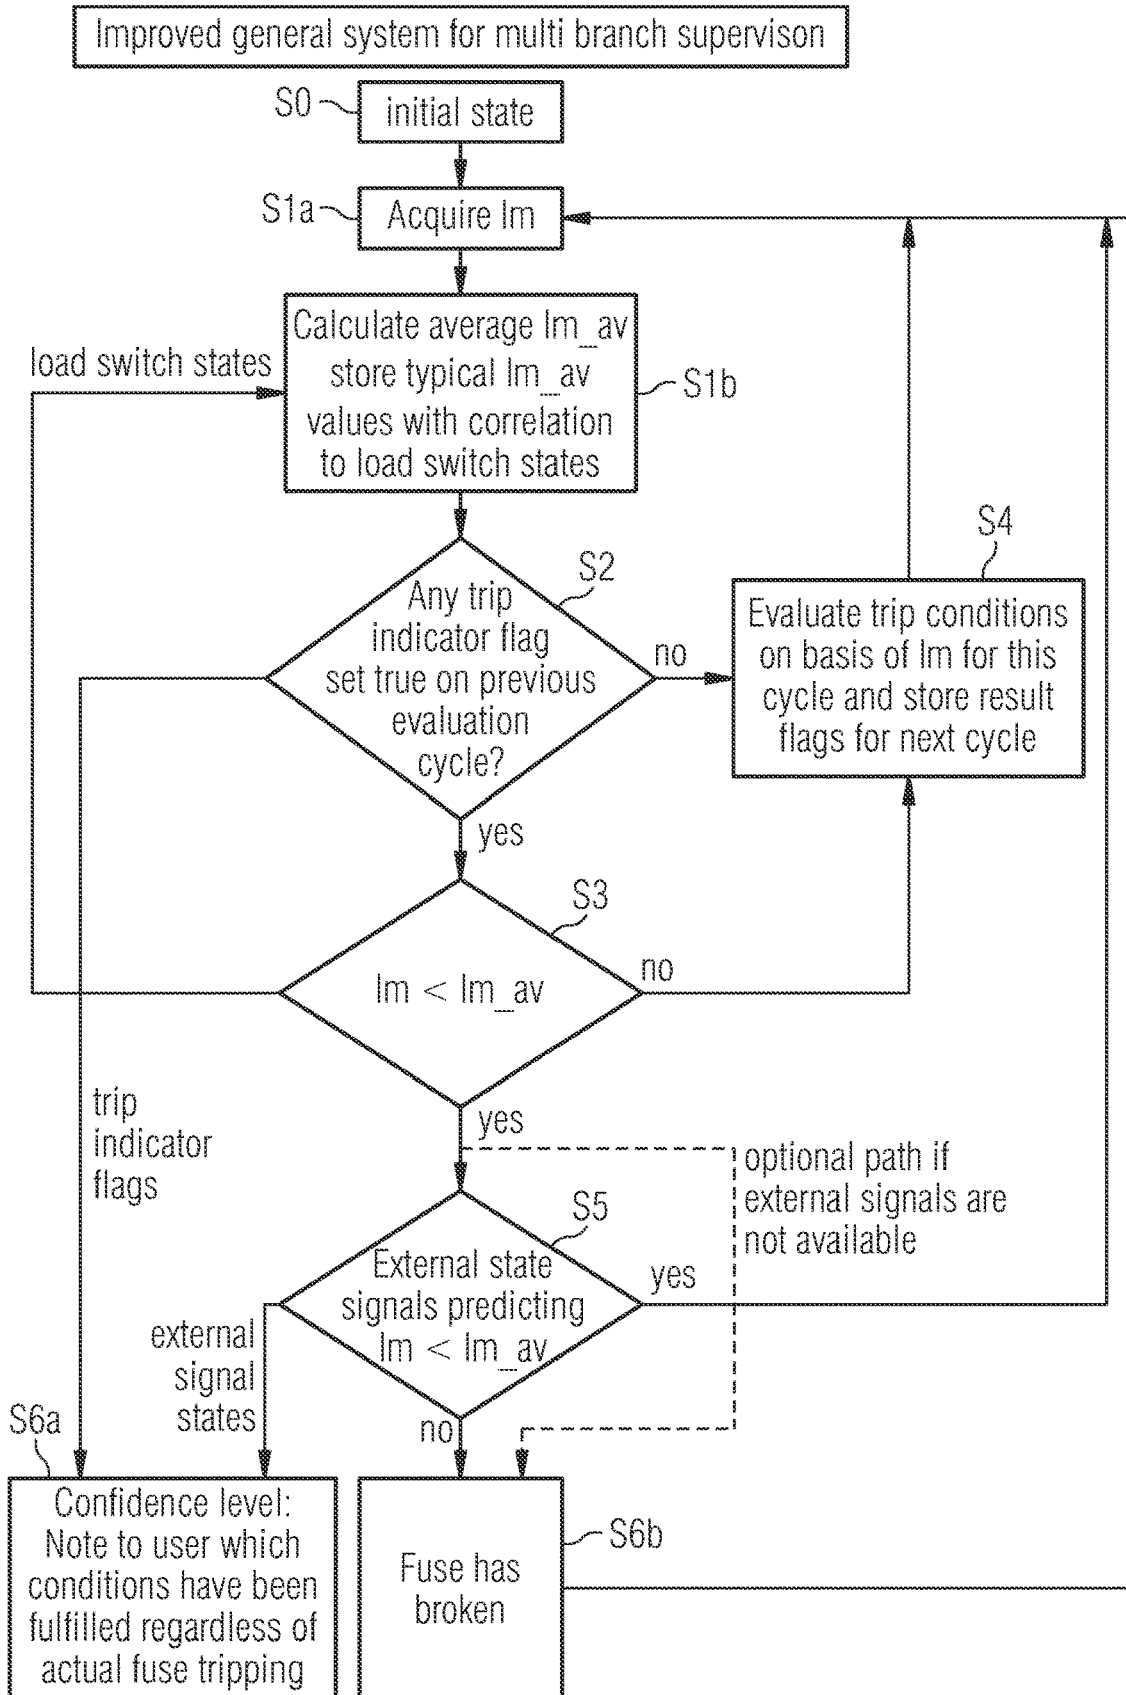 Improved general system for multi branch supervison
S0
initial state
S1a
Acquire Im
Calculate average Im_av
store typical Im_av
values with correlation
to load switch states
load switch states
S1b
S2
Any trip
indicator flag
set true on previous
evaluation
cycle?
no
yes
S4
Evaluate trip conditions
on basis of Im for this
cycle and store result
flags for next cycle
S3
Im < Im_av
no
yes
trip
indicator
flags
optional path if
external signals are
not available
S5
External state
signals predicting
Im < Im_av
yes
no
external
signal
states
S6a
Confidence level:
Note to user which
conditions have been
fulfilled regardless of
actual fuse tripping
Fuse has
broken
S6b